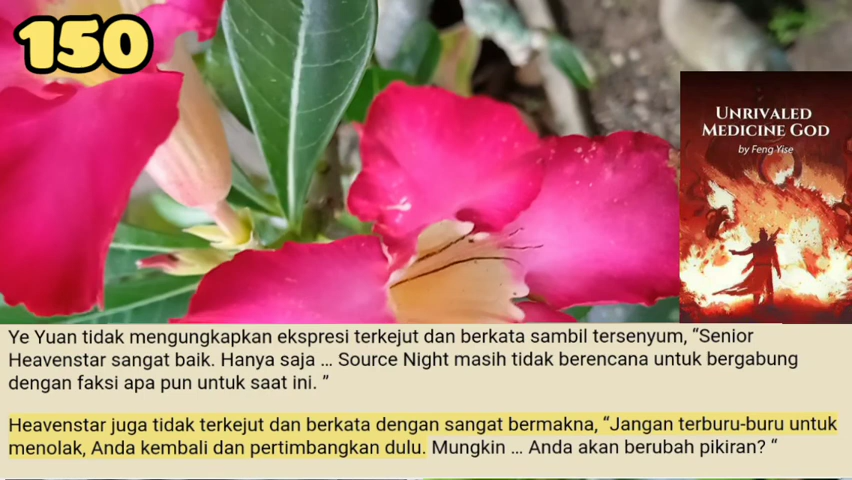 150
UNRIVALED
MEDICINE GOD
by Feng Yise
Ye Yuan tidak mengungkapkan ekspresi terkejut dan berkata sambil tersenyum, “Senior
Heavenstar sangat baik. Hanya saja ... Source Night masih tidak berencana untuk bergabung
dengan faksi apa pun untuk saat ini. ”
Heavenstar juga tidak terkejut dan berkata dengan sangat bermakna, “Jangan terburu-buru untuk
menolak, Anda kembali dan pertimbangkan dulu. Mungkin ... Anda akan berubah pikiran? “